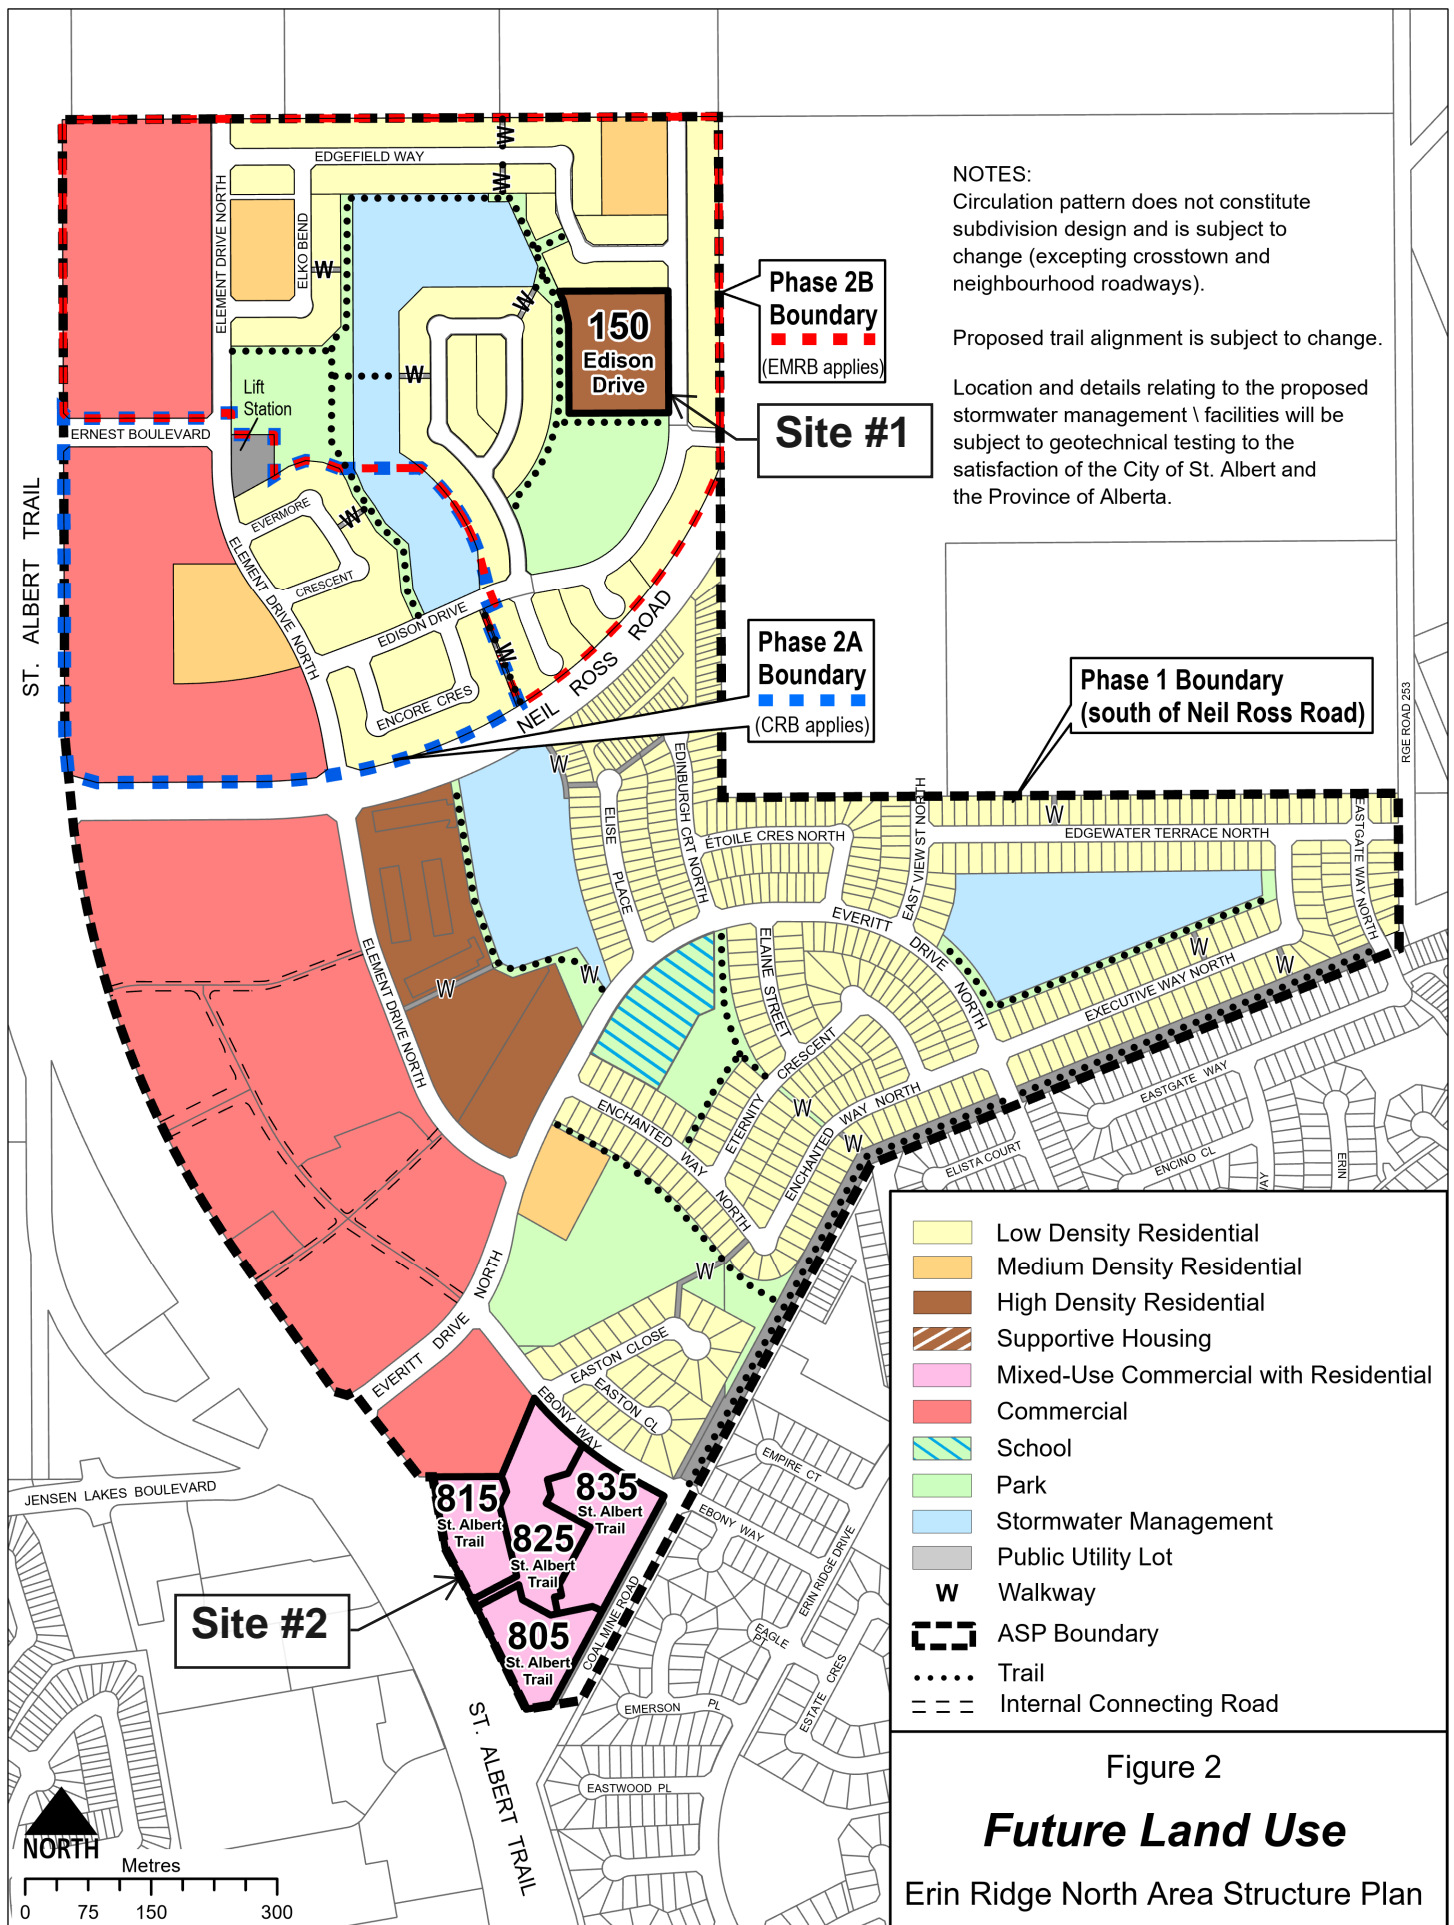 EDGEFIELD WAY
W
W
ELEMENT DRIVE NORTH
ELKO BEND
W
W
W
150
Edison
Drive
Lift
Station
ERNEST BOULEVARD
Phase 2B
Boundary
(EMRB applies)
Site #1
NOTES:
Circulation pattern does not constitute
subdivision design and is subject to
change (excepting crosstown and
neighbourhood roadways).
Proposed trail alignment is subject to change.
Location and details relating to the proposed
stormwater management \ facilities will be
subject to geotechnical testing to the
satisfaction of the City of St. Albert and
the Province of Alberta.
ST. ALBERT TRAIL
EVERMORE
CRESCENT
W
ELEMENT DRIVE NORTH
EDISON DRIVE
ENCORE CRES
W
NEIL ROSS ROAD
Phase 2A
Boundary
(CRB applies)
Phase 1 Boundary
(south of Neil Ross Road)
RGE ROAD 253
W
ELISE PLACE
EDINBURGH CRT NORTH
ETOILE CRES NORTH
EAST VIEW ST NORTH
W
EDGEWATER TERRACE NORTH
EASTGATE WAY NORTH
EVERITT DRIVE NORTH
ELAINE STREET
W
W
EXECUTIVE WAY NORTH
ELEMENT DRIVE NORTH
W
W
ETERNITY CRESCENT
W
W
ENCHANTED WAY NORTH
ENCHANTED WAY NORTH
EASTGATE WAY
ELISTA COURT
ENCINO CL
WAY
ERIN
W
EVERITT DRIVE NORTH
EASTON CLOSE
EASTON CL
EBONY WAY
EMPIRE CT
EBONY WAY
ERIN RIDGE DRIVE
EAGLE
PT
ESTATE CRES
EMERSON PL
EASTWOOD PL
COAL MINE ROAD
JENSEN LAKES BOULEVARD
815
St. Albert
Trail
825
St. Albert
Trail
835
St. Albert
Trail
805
St. Albert
Trail
Site #2
ST. ALBERT TRAIL
Low Density Residential
Medium Density Residential
High Density Residential
Supportive Housing
Mixed-Use Commercial with Residential
Commercial
School
Park
Stormwater Management
Public Utility Lot
W Walkway
ASP Boundary
Trail
Internal Connecting Road
NORTH
Metres
0 75 150 300
Figure 2
Future Land Use
Erin Ridge North Area Structure Plan